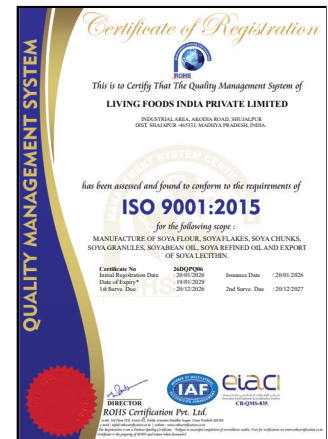 Certificate of Registration
ROHS
This is to Certify That The Quality Management System of
LIVING FOODS INDIA PRIVATE LIMITED
INDUSTRIAL AREA, AKODIA ROAD, SHUJALPUR
DIST. SHAJAPUR -465333, MADHYA PRADESH, INDIA.
QUALITY MANAGEMENT SYSTEM
has been assessed and found to conform to the requirements of
ISO 9001:2015
for the following scope :
MANUFACTURE OF SOYA FLOUR, SOYA FLAKES, SOYA CHUNKS,
SOYA GRANULES, SOYABEAN OIL, SOYA REFINED OIL AND EXPORT
OF SOYA LECITHIN.
Certificate No : 26DQPQ06
Initial Registration Date : 20/01/2026 Issuance Date : 20/01/2026
Date of Expiry* : 19/01/2029
1st Surve. Due : 20/12/2026 2nd Surve. Due : 20/12/2027
DIRECTOR
IAF
eiaci
CB-QMS-035
ROHS Certification Pvt. Ltd.